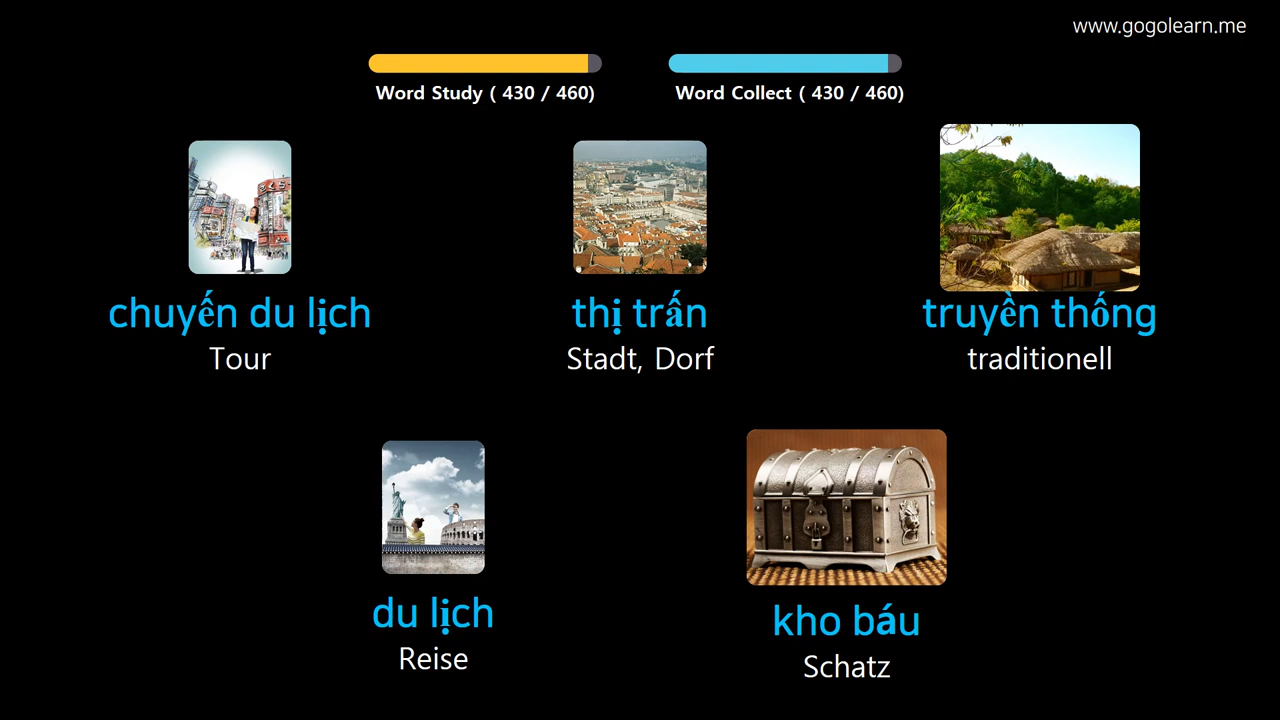 www.gogolearn.me
Word Study ( 430 / 460)
Word Collect ( 430 / 460)
chuyến du lịch
Tour
thị trấn
Stadt, Dorf
truyền thống
traditionell
du lịch
Reise
kho báu
Schatz